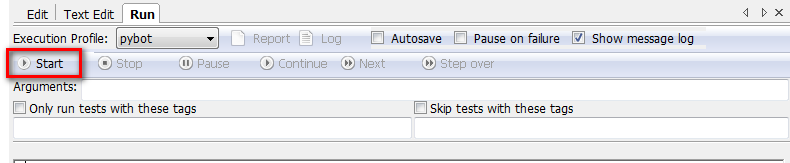 Edit Text Edit Run
Execution Profile: pybot Report Log Autosave Pause on failure Show message log
Start Stop Pause Continue Next Step over
Arguments:
Only run tests with these tags Skip tests with these tags